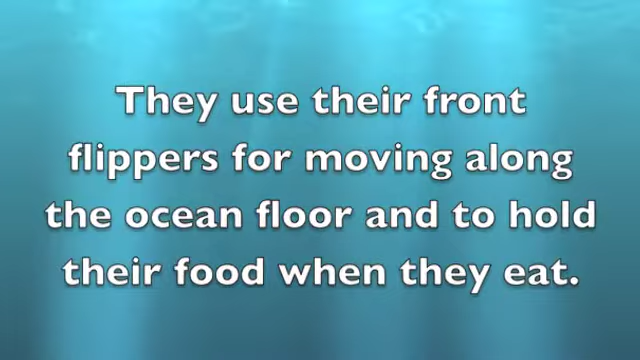 They use their front
flippers for moving along
the ocean floor and to hold
their food when they eat.